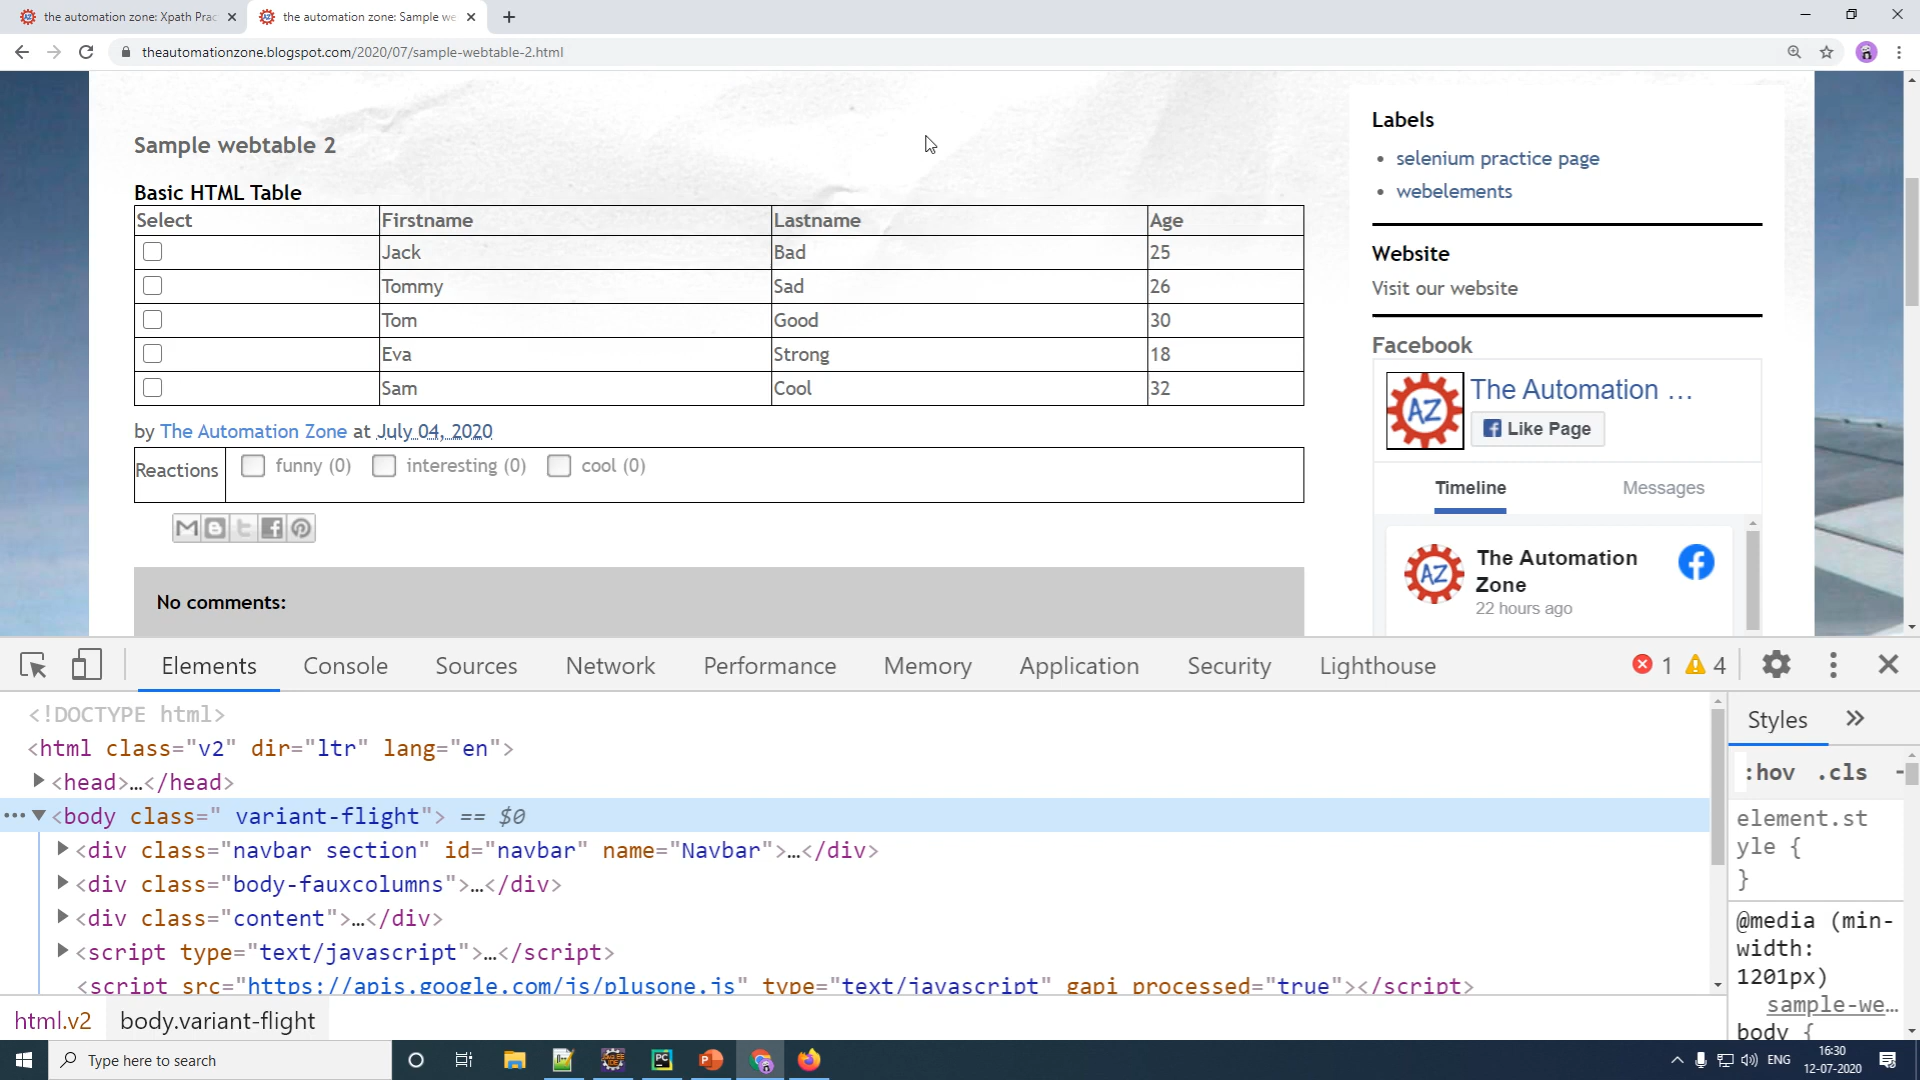 the automation zone: Xpath Prac
the automation zone: Sample we
theautomationzone.blogspot.com/2020/07/sample-webtable-2.html
Sample webtable 2
Basic HTML Table
Select Firstname Lastname Age
Jack Bad 25
Tommy Sad 26
Tom Good 30
Eva Strong 18
Sam Cool 32
by The Automation Zone at July 04, 2020
Reactions funny (0) interesting (0) cool (0)
No comments:
Labels
selenium practice page
webelements
Website
Visit our website
Facebook
AZ
The Automation …
Like Page
Timeline Messages
AZ
The Automation
Zone
22 hours ago
Elements Console Sources Network Performance Memory Application Security Lighthouse 1 4
<!DOCTYPE html>
<html class="v2" dir="ltr" lang="en">
<head>…</head>
<body class=" variant-flight"> == $0
<div class="navbar section" id="navbar" name="Navbar">…</div>
<div class="body-fauxcolumns">…</div>
<div class="content">…</div>
<script type="text/javascript">…</script>
<script src="https://apis.google.com/js/plusone.js" type="text/javascript" gapi_processed="true"></script>
html.v2 body.variant-flight
Styles
:hov .cls
element.st
yle {
}
@media (min-
width:
1201px)
sample-we…
body {
Type here to search
PC
ENG
16:30
12-07-2020